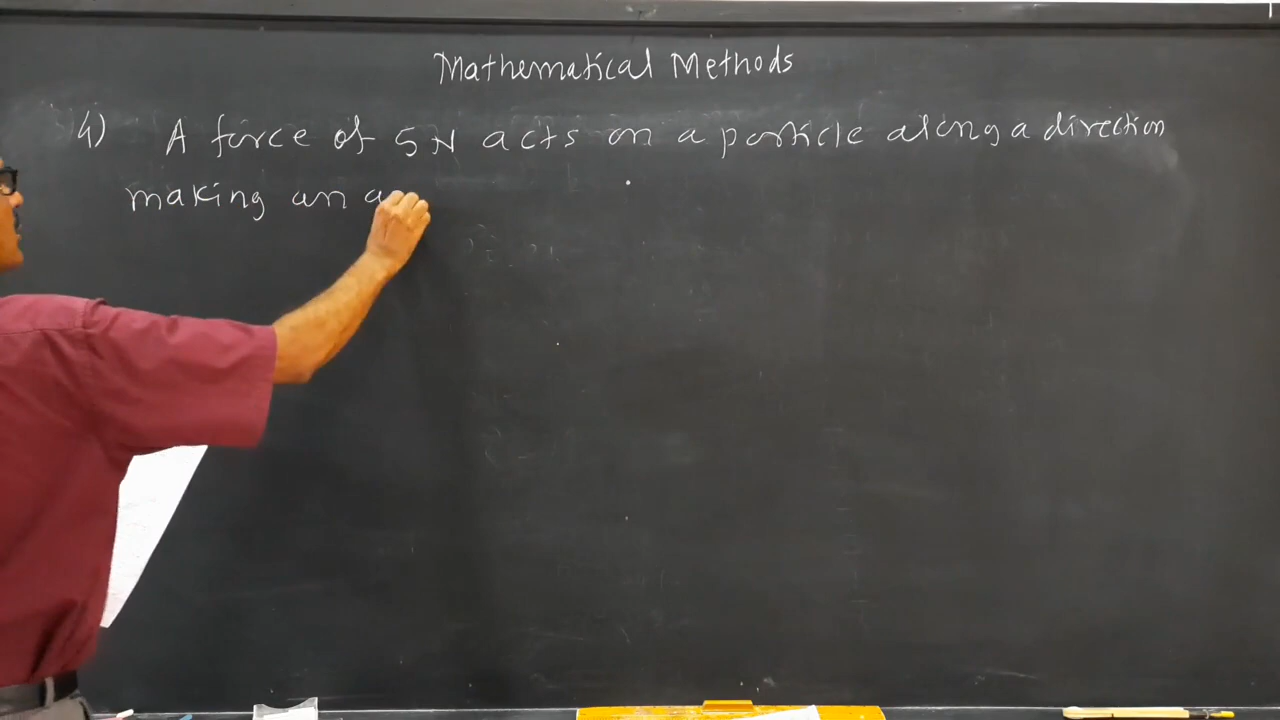 Mathematical Methods
4) A force of 5N acts on a particle along a direction
making an